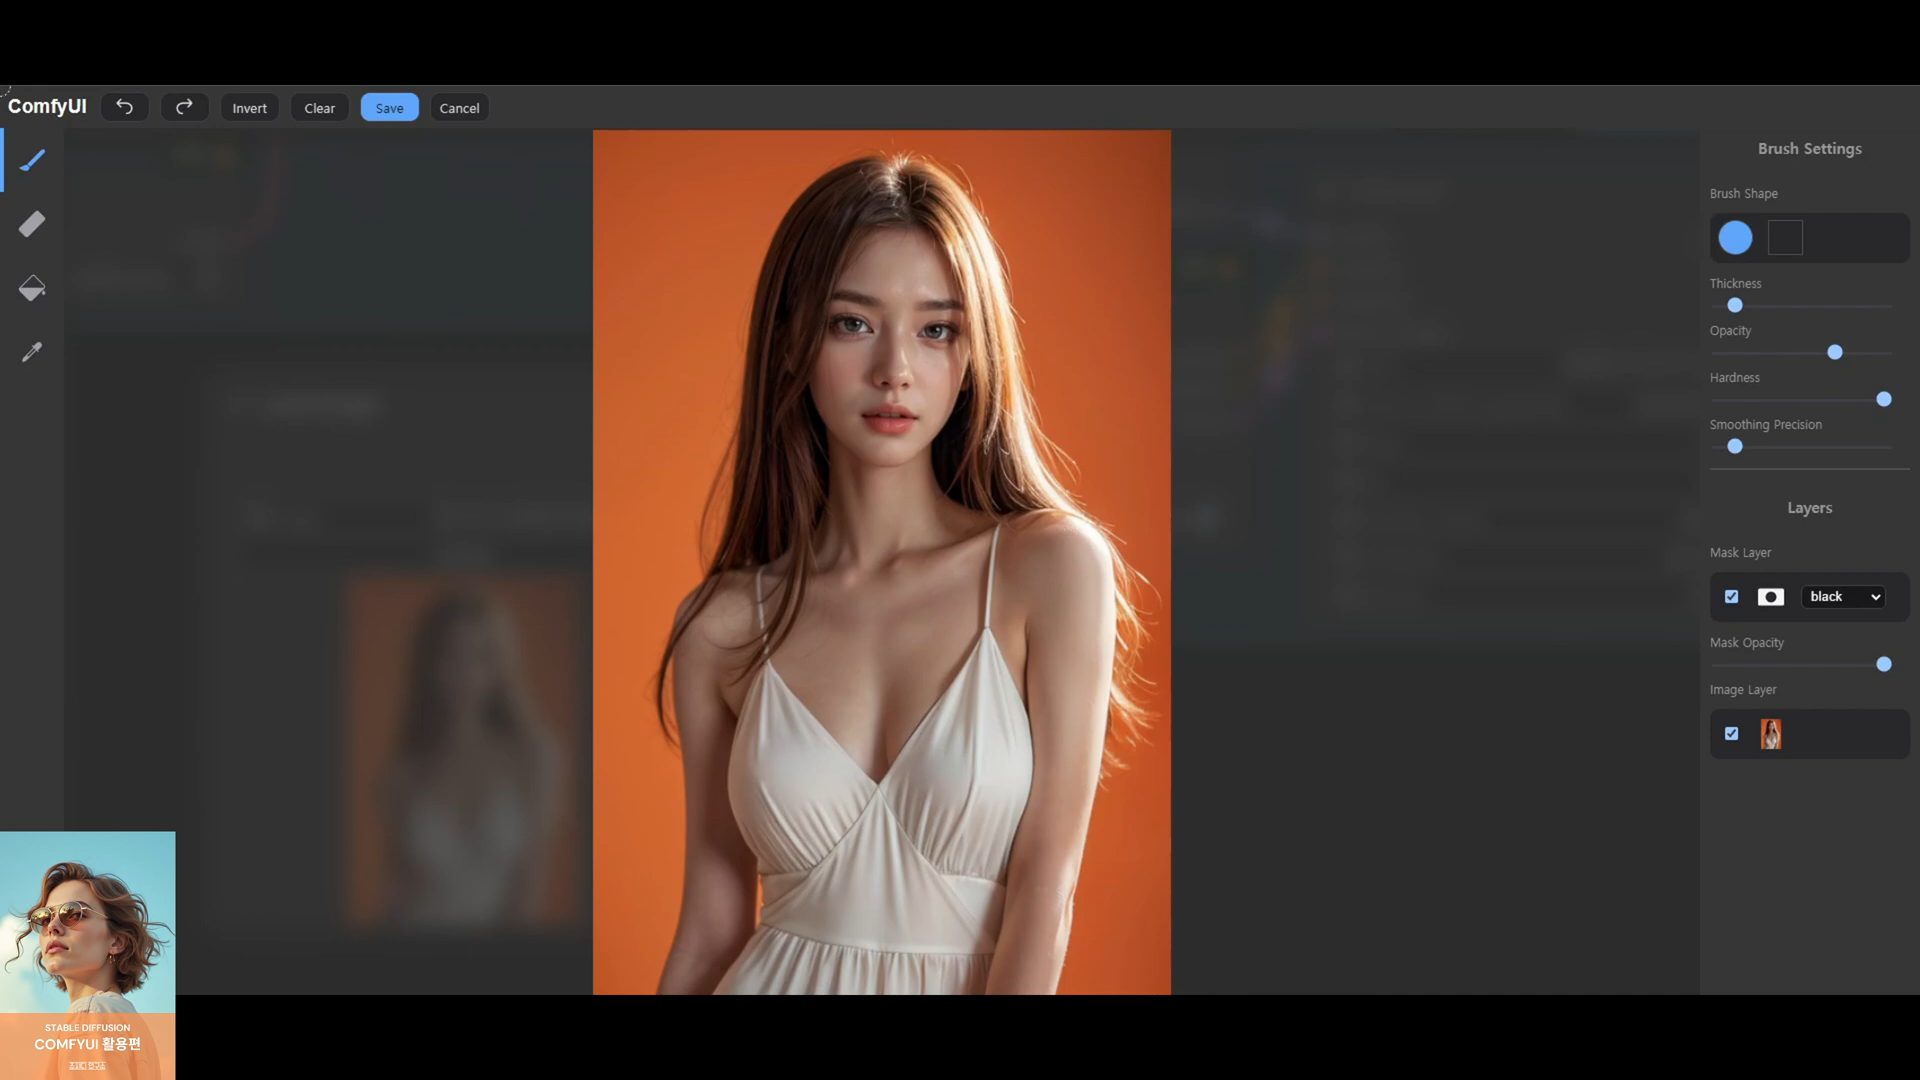 ComfyUI
Invert
Clear
Save
Cancel
Brush Settings
Brush Shape
Thickness
Opacity
Hardness
Smoothing Precision
Layers
Mask Layer
black
Mask Opacity
Image Layer
STABLE DIFFUSION
COMFYUI 활용편